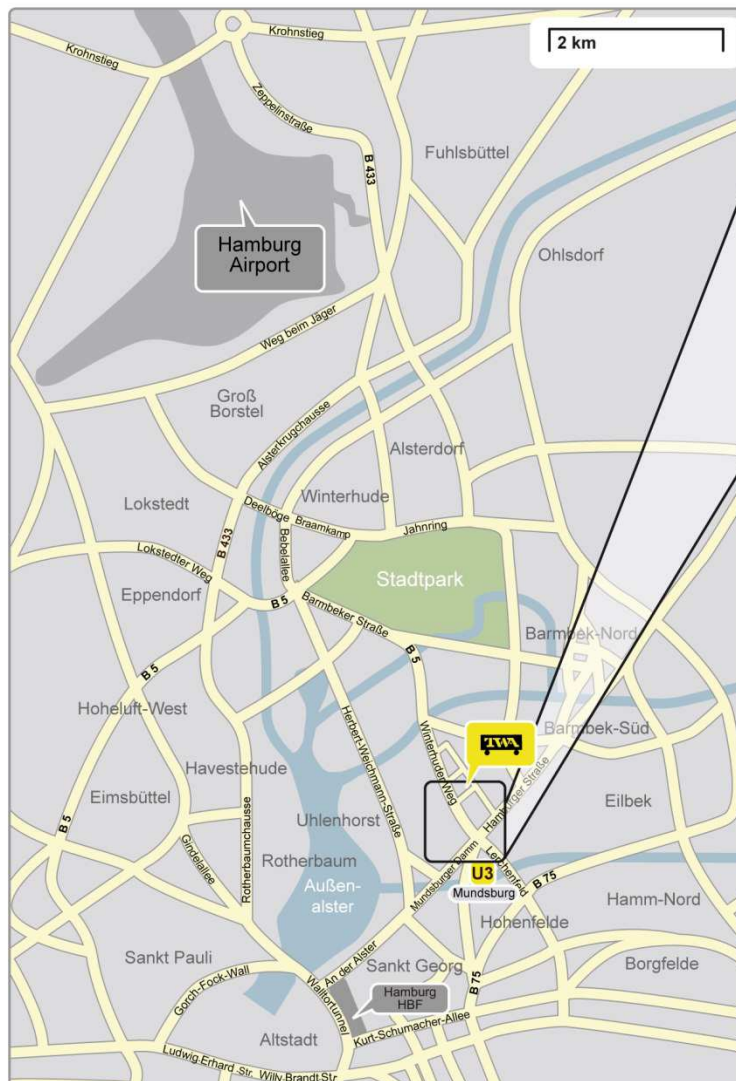 Krohnstieg
Krohnstieg
2 km
Zeppelinstraße
B 433
Fuhlsbüttel
Hamburg
Airport
Ohlsdorf
Weg beim Jäger
Groß
Borstel
Alsterkrugchausse
Alsterdorf
Lokstedt
Winterhude
Deelböge
Braamkamp
Jahnring
Bebelallee
B 433
Lokstedter Weg
Stadtpark
Eppendorf
B 5
Barmbeker Straße
Barmbek-Nord
B 5
B 5
Hoheluft-West
Herbert-Weichmann-Straße
Winterhuder Weg
TWA
Barmbek-Süd
Havestehude
Hamburger Straße
Eimsbüttel
Eilbek
Uhlenhorst
B 5
Gindelallee
Rotherbaumchausse
Rotherbaum
Mundsburger Damm
Lerchenfeld
Außen-
alster
U3
Mundsburg
B 75
Hamm-Nord
Hohenfelde
Sankt Pauli
An der Alster
Sankt Georg
Borgfelde
Gorch-Fock-Wall
Walltortunnel
B 75
Hamburg
HBF
Altstadt
Kurt-Schumacher-Allee
Ludwig Erhard Str.
Willy Brandt Str.